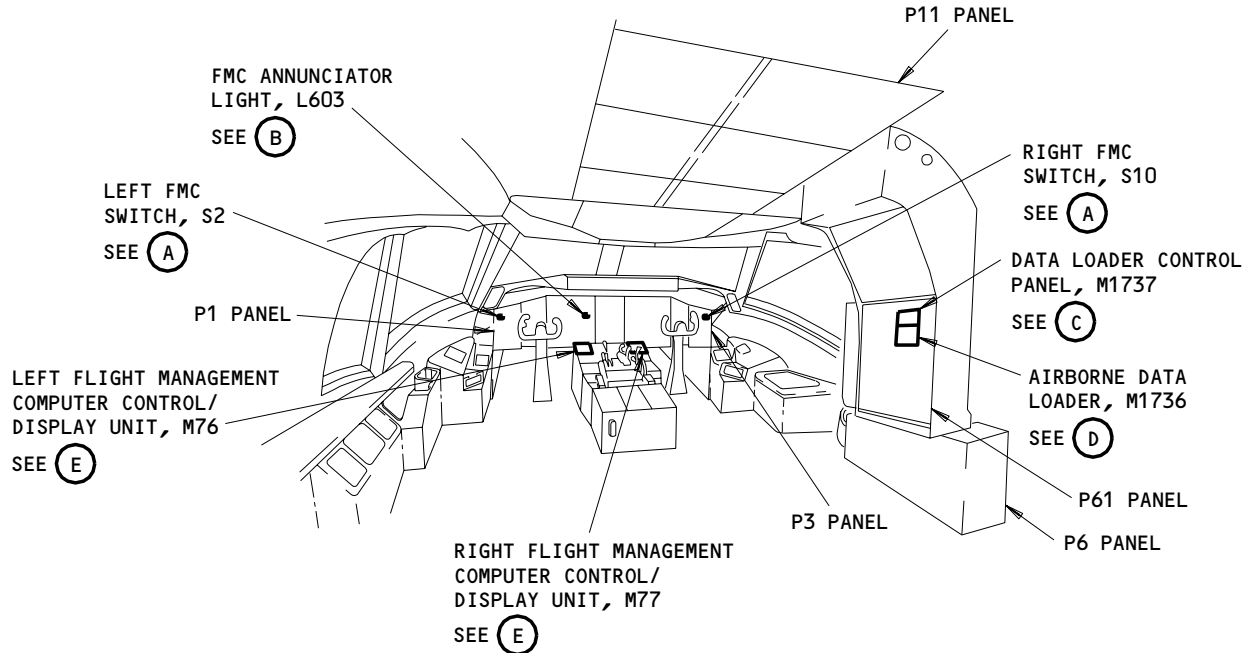 P11 PANEL
FMC ANNUNCIATOR
LIGHT, L603
SEE B
RIGHT FMC
SWITCH, S10
SEE A
LEFT FMC
SWITCH, S2
SEE A
DATA LOADER CONTROL
PANEL, M1737
SEE C
P1 PANEL
LEFT FLIGHT MANAGEMENT
COMPUTER CONTROL/
DISPLAY UNIT, M76
SEE E
AIRBORNE DATA
LOADER, M1736
SEE D
P61 PANEL
P3 PANEL
P6 PANEL
RIGHT FLIGHT MANAGEMENT
COMPUTER CONTROL/
DISPLAY UNIT, M77
SEE E